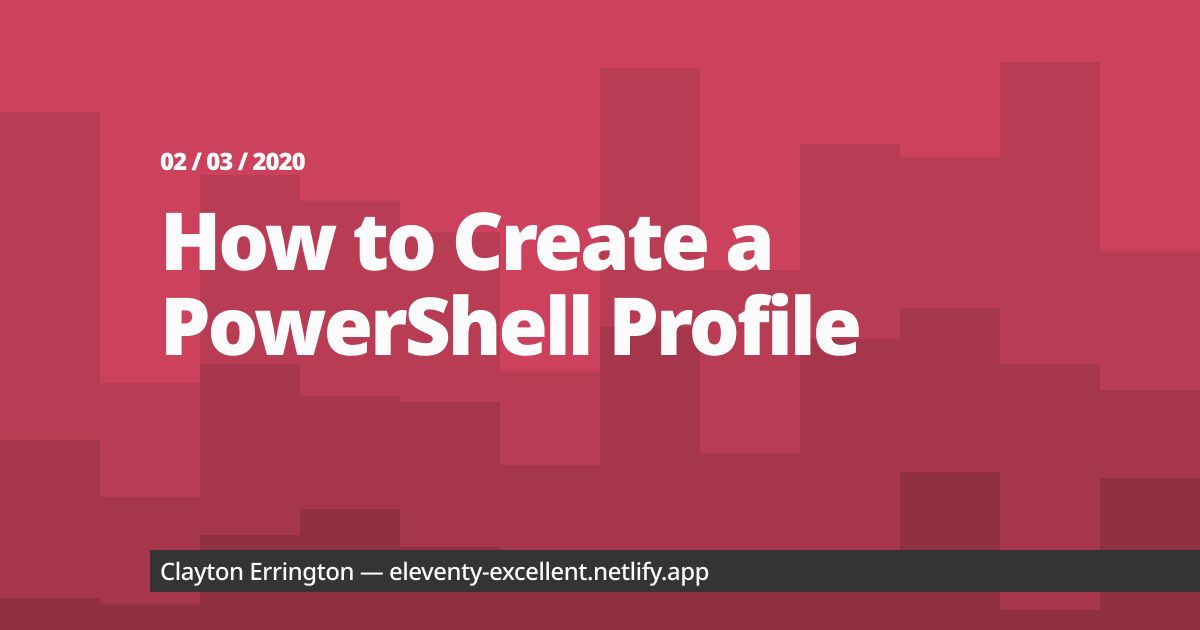 02 / 03 / 2020
How to Create a
PowerShell Profile
Clayton Errington — eleventy-excellent.netlify.app